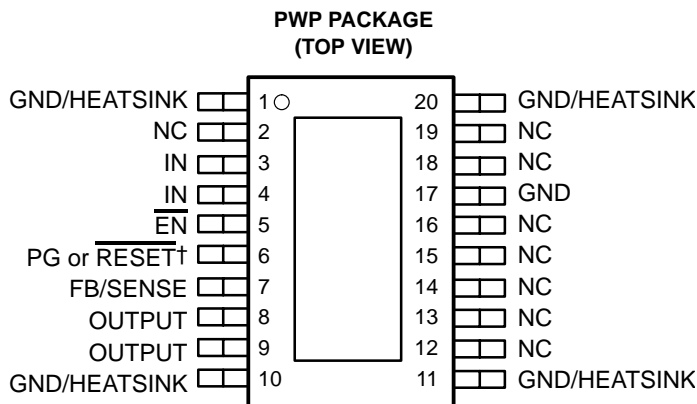 PWP PACKAGE
(TOP VIEW)
GND/HEATSINK 1 20 GND/HEATSINK
NC 2 19 NC
IN 3 18 NC
IN 4 17 GND
EN 5 16 NC
PG or RESET† 6 15 NC
FB/SENSE 7 14 NC
OUTPUT 8 13 NC
OUTPUT 9 12 NC
GND/HEATSINK 10 11 GND/HEATSINK